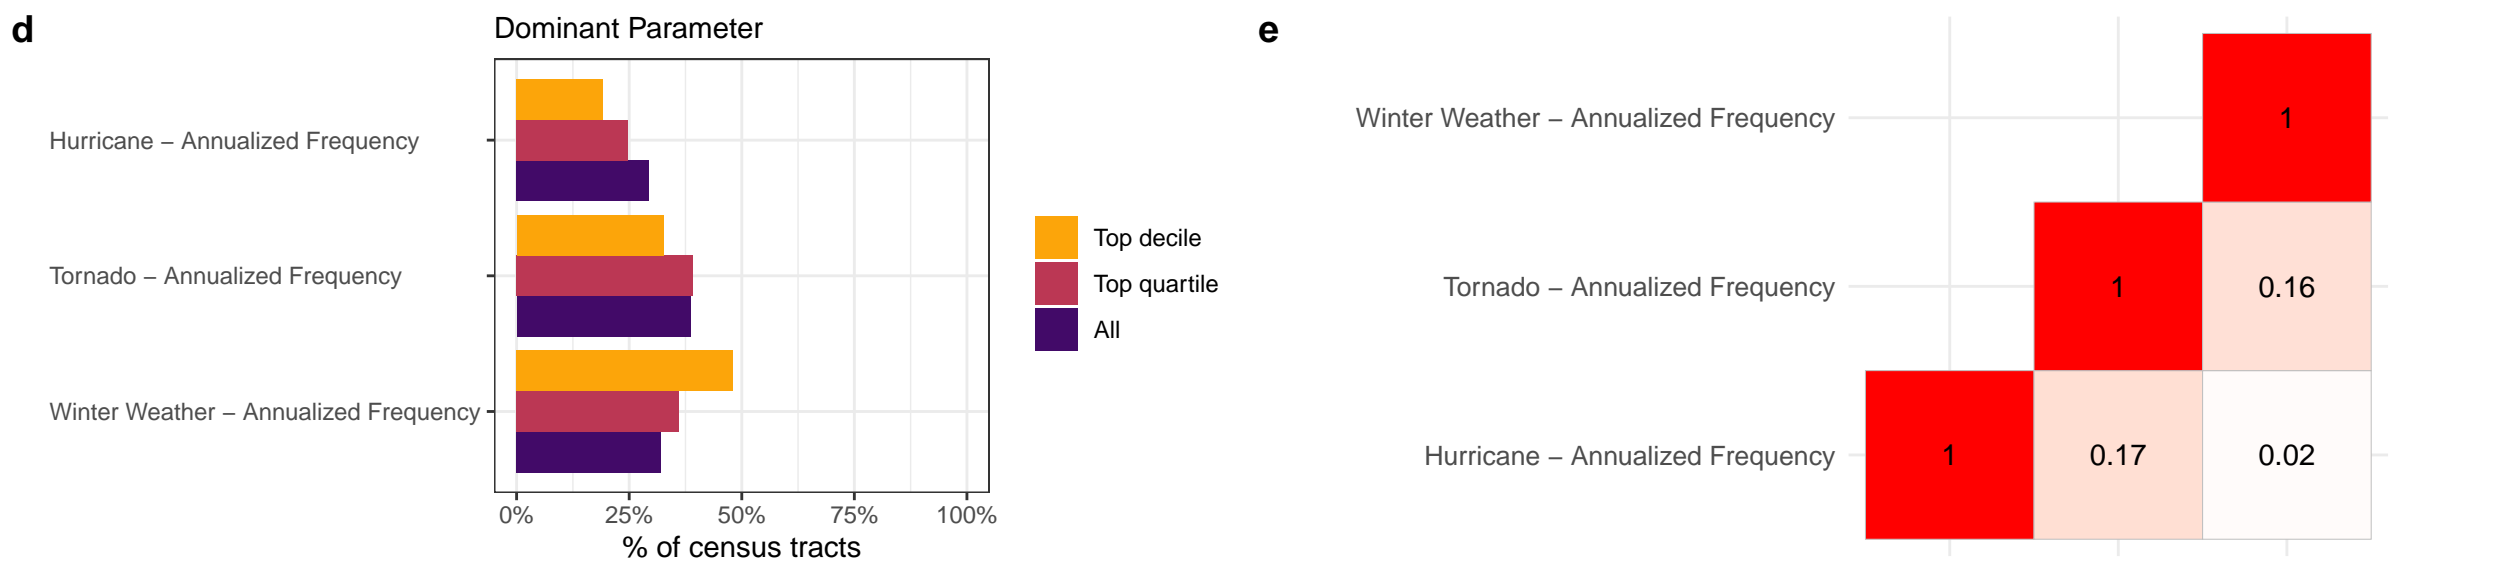 d
Dominant Parameter
Hurricane – Annualized Frequency
Tornado – Annualized Frequency
Winter Weather – Annualized Frequency
0% 25% 50% 75% 100%
% of census tracts
Top decile
Top quartile
All
e
Winter Weather – Annualized Frequency
1
Tornado – Annualized Frequency
1 0.16
Hurricane – Annualized Frequency
1 0.17 0.02